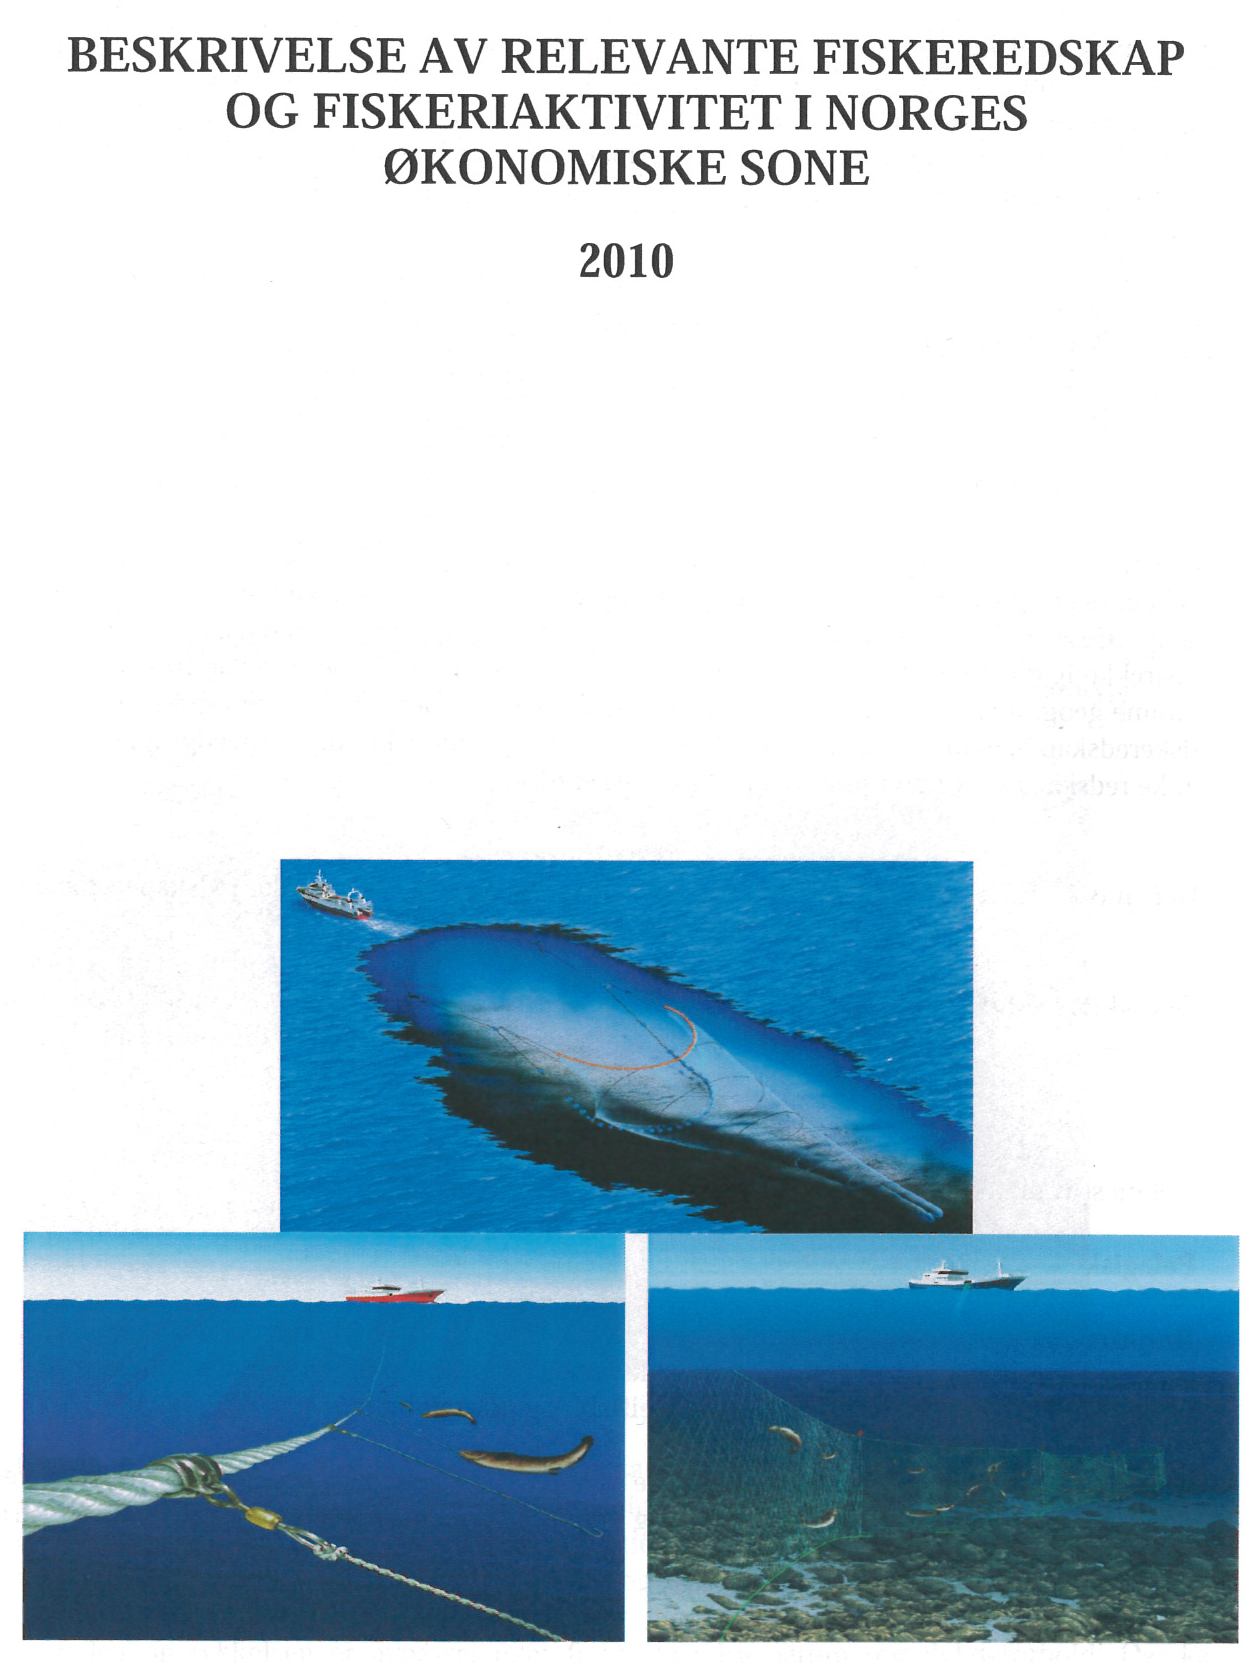 BESKRIVELSE AV RELEVANTE FISKEREDSKAP
OG FISKERIAKTIVITET I NORGES
ØKONOMISKE SONE
2010